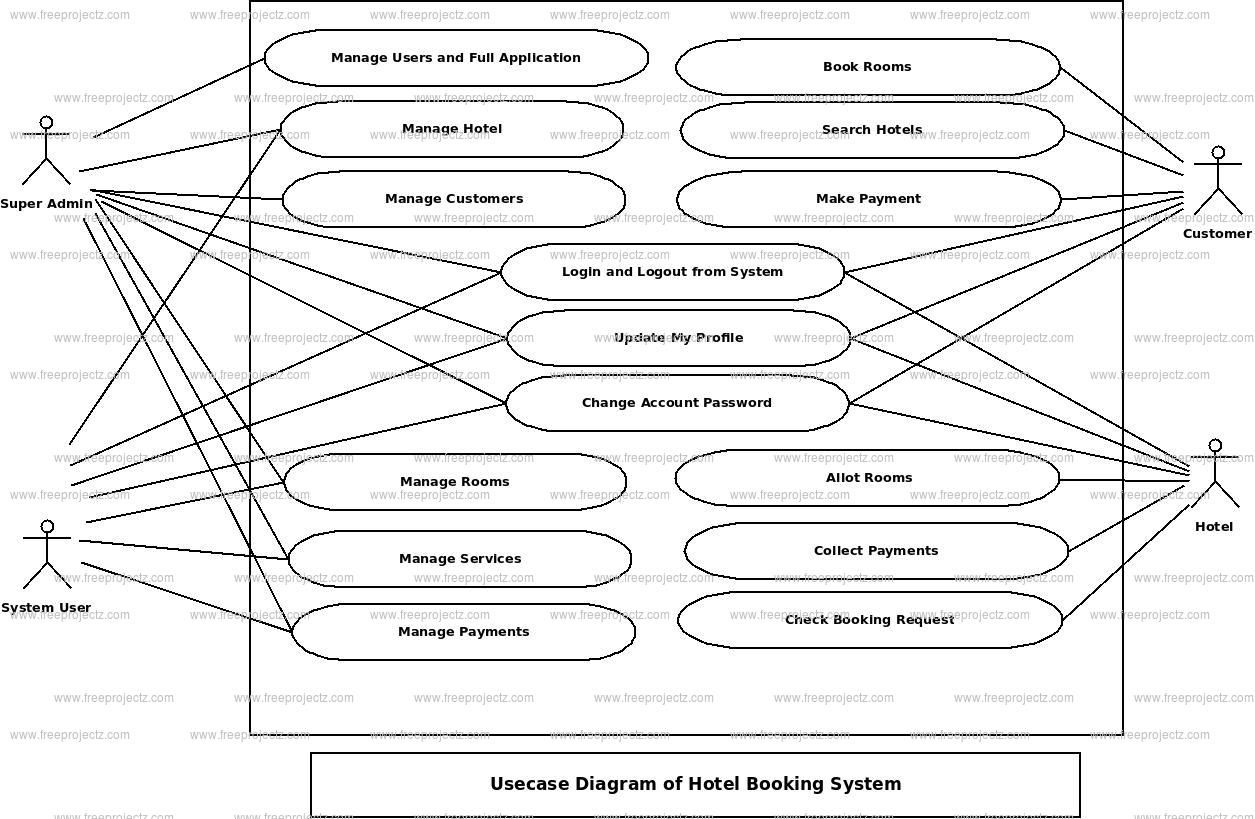 Manage Users and Full Application
Book Rooms
Manage Hotel
Search Hotels
Super Admin
Manage Customers
Make Payment
Customer
Login and Logout from System
Update My Profile
Change Account Password
Manage Rooms
Allot Rooms
Hotel
Manage Services
Collect Payments
System User
Manage Payments
Check Booking Request
Usecase Diagram of Hotel Booking System
www.freeprojectz.com